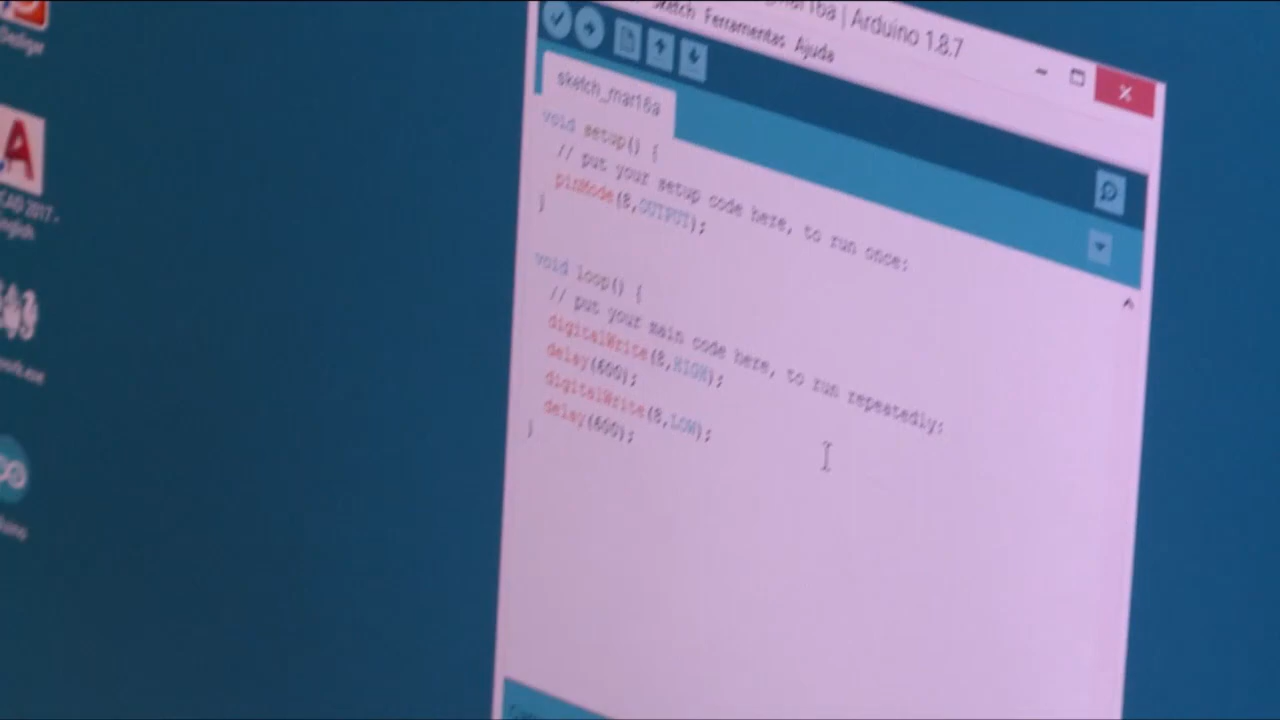 Arduino 1.8.7
Sketch Ferramentas Ajuda
sketch_mar16a
void setup() {
// put your setup code here, to run once:
pinMode(8,OUTPUT);
}
void loop() {
// put your main code here, to run repeatedly:
digitalWrite(8,HIGH);
delay(600);
digitalWrite(8,LOW);
delay(600);
}
A
2017 -